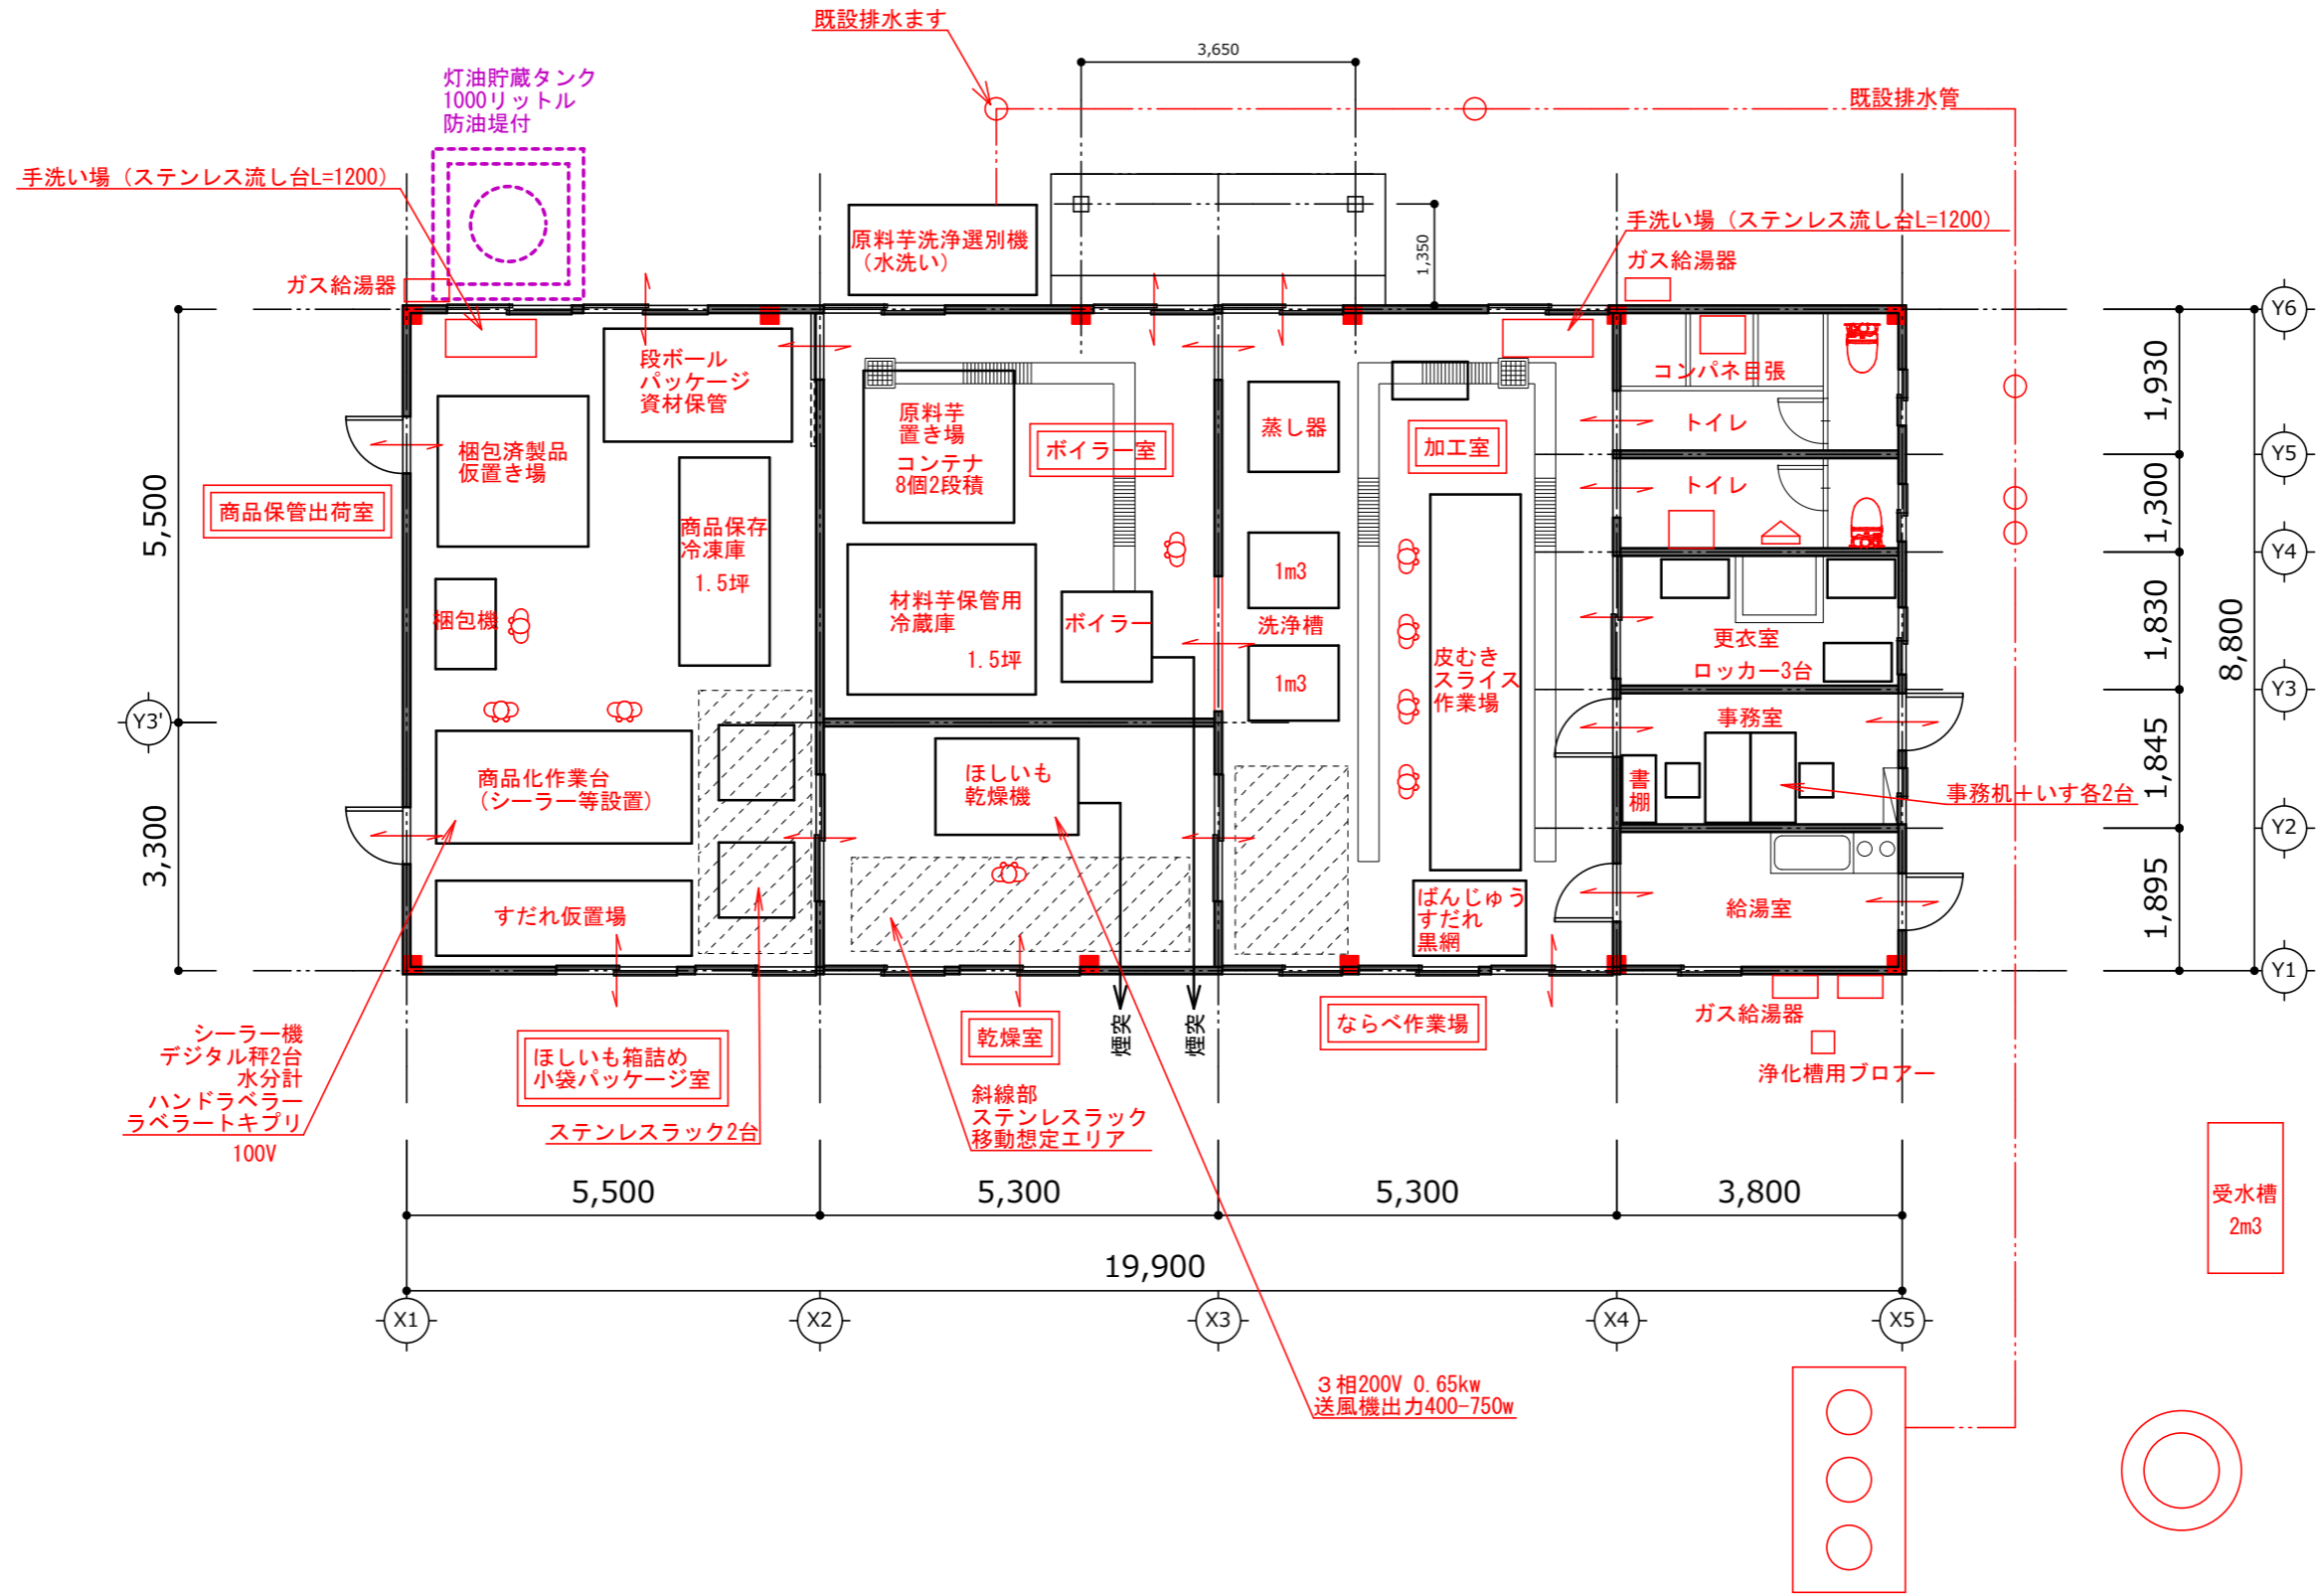 既設排水ます
3,650
灯油貯蔵タンク
1000リットル
防油堤付
既設排水管
手洗い場（ステンレス流し台L=1200）
原料芋洗浄選別機
（水洗い）
1,350
手洗い場（ステンレス流し台L=1200）
ガス給湯器
ガス給湯器
段ボール
パッケージ
資材保管
梱包済製品
仮置き場
商品保管出荷室
商品保存
冷凍庫
1.5坪
梱包機
商品化作業台
（シーラー等設置）
すだれ仮置場
原料芋
置き場
コンテナ
8個2段積
ボイラー室
材料芋保管用
冷蔵庫
1.5坪
ボイラー
ほしいも
乾燥機
蒸し器
加工室
1m3
洗浄槽
1m3
皮むき
スライス
作業場
ばんじゅう
すだれ
黒網
コンパネ目張
トイレ
トイレ
更衣室
ロッカー3台
事務室
書棚
事務机＋いす各2台
給湯室
Y6
Y5
Y4
Y3
Y2
Y1
Y3'
1,930
1,300
1,830
1,845
1,895
8,800
5,500
3,300
シーラー機
デジタル秤2台
水分計
ハンドラベラー
ラベラートキブリ
100V
ほしいも箱詰め
小袋パッケージ室
ステンレスラック2台
乾燥室
斜線部
ステンレスラック
移動想定エリア
煙突
煙突
ならべ作業場
ガス給湯器
浄化槽用ブロアー
受水槽
2m3
5,500
5,300
5,300
3,800
19,900
X1
X2
X3
X4
X5
３相200V 0.65kw
送風機出力400-750w